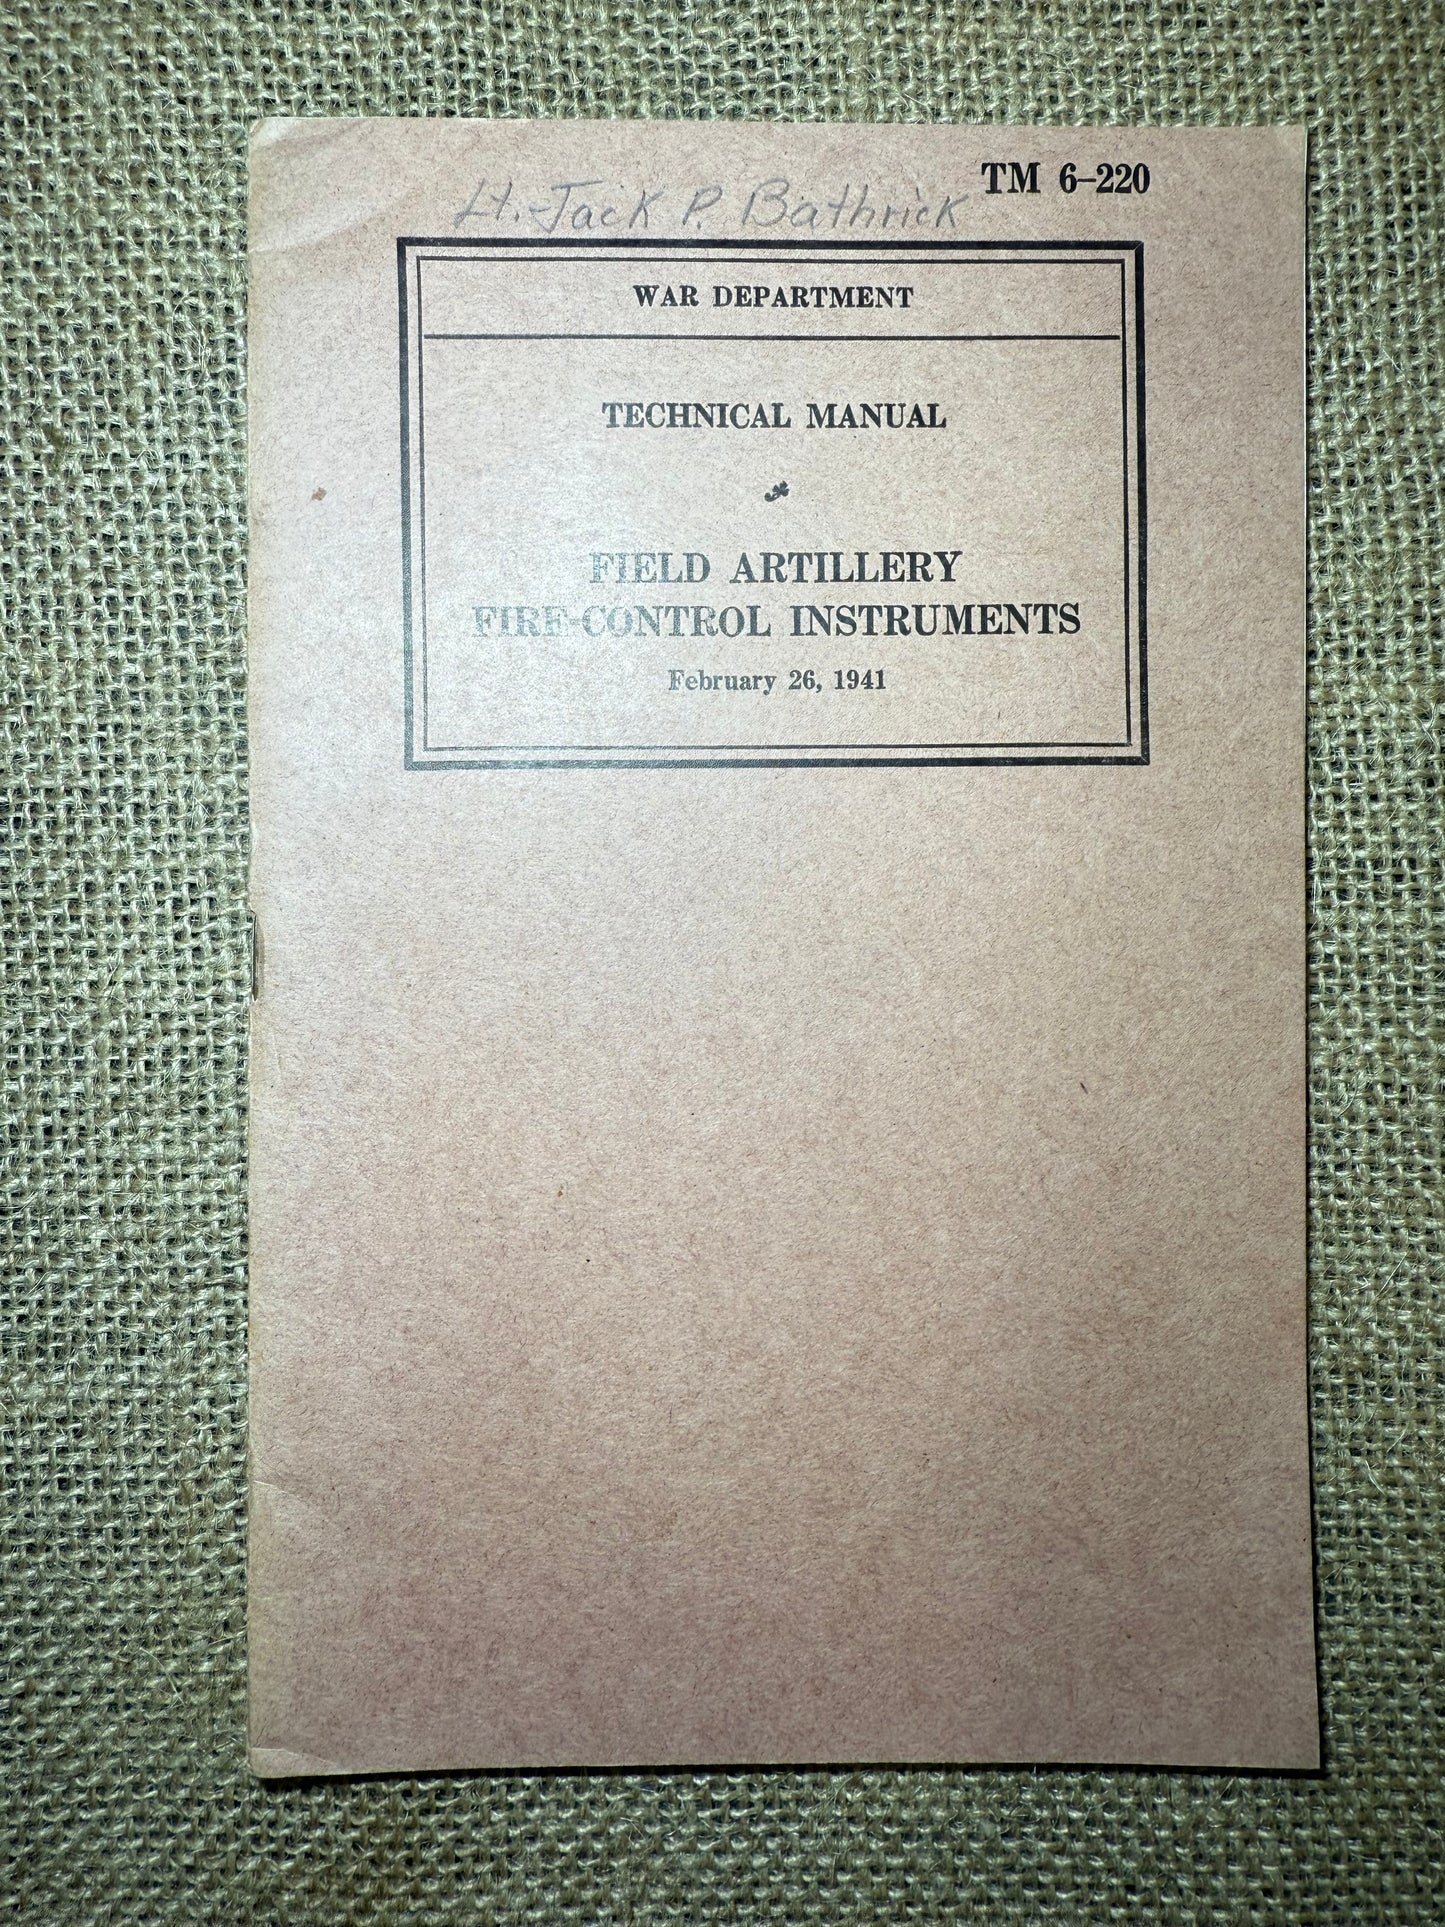 TM 6–220
Lt.-Jack P. Bathrick
WAR DEPARTMENT
TECHNICAL MANUAL
FIELD ARTILLERY
FIRE-CONTROL INSTRUMENTS
February 26, 1941